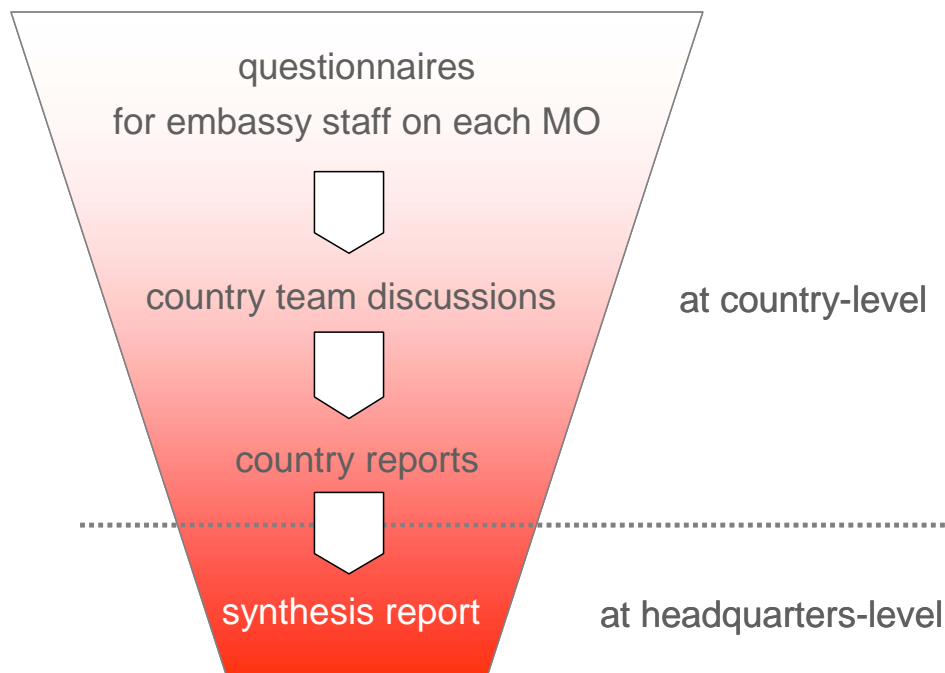 questionnaires
for embassy staff on each MO
country team discussions
at country-level
country reports
synthesis report
at headquarters-level